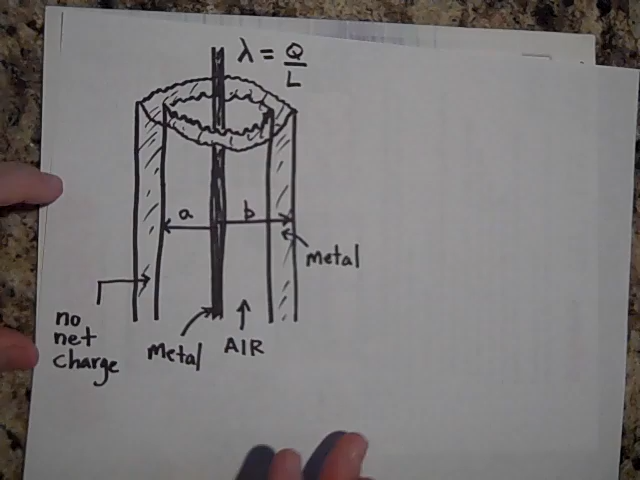 λ = Q
L
a
b
metal
no
net
charge
metal
AIR